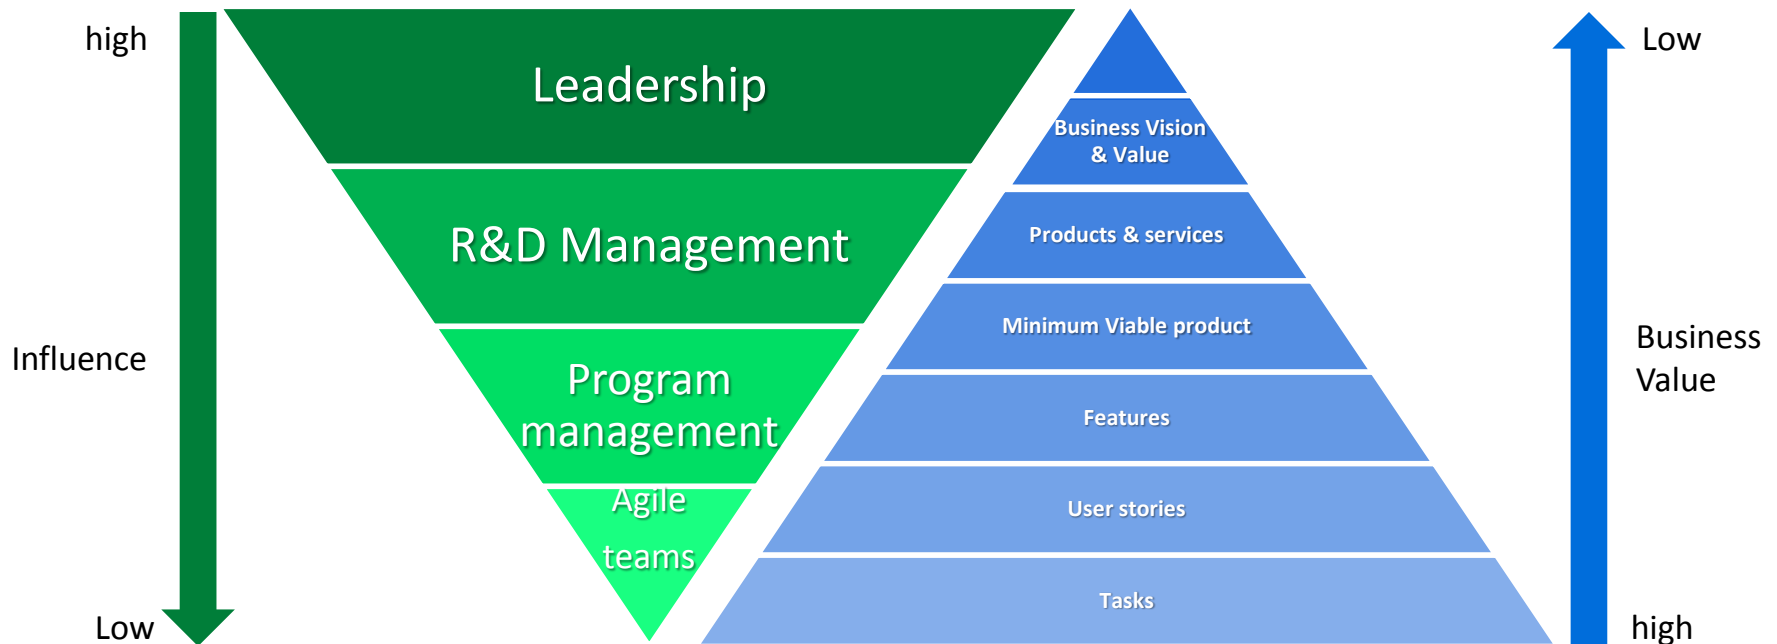 high
Influence
Low
Leadership
R&D Management
Program
management
Agile
teams
Business Vision
& Value
Products & services
Minimum Viable product
Features
User stories
Tasks
Low
Business
Value
high